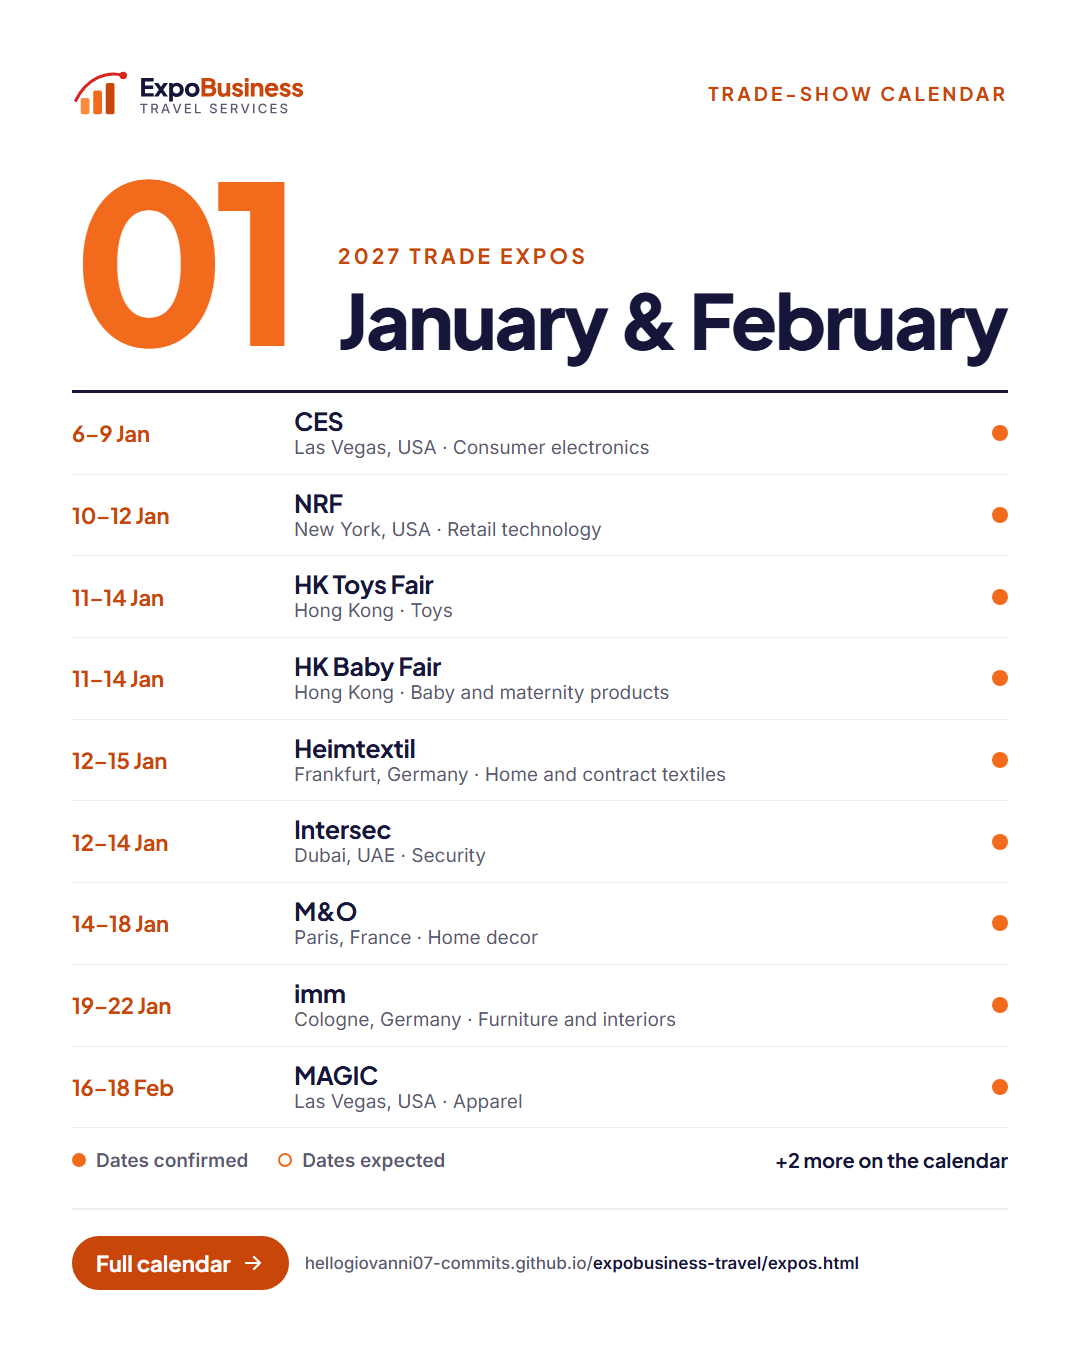 ExpoBusiness
TRAVEL SERVICES
TRADE-SHOW CALENDAR
01
2027 TRADE EXPOS
January & February
6–9 Jan
CES
Las Vegas, USA · Consumer electronics
10–12 Jan
NRF
New York, USA · Retail technology
11–14 Jan
HK Toys Fair
Hong Kong · Toys
11–14 Jan
HK Baby Fair
Hong Kong · Baby and maternity products
12–15 Jan
Heimtextil
Frankfurt, Germany · Home and contract textiles
12–14 Jan
Intersec
Dubai, UAE · Security
14–18 Jan
M&O
Paris, France · Home decor
19–22 Jan
imm
Cologne, Germany · Furniture and interiors
16–18 Feb
MAGIC
Las Vegas, USA · Apparel
Dates confirmed
Dates expected
+2 more on the calendar
Full calendar →
hellogiovanni07-commits.github.io/expobusiness-travel/expos.html